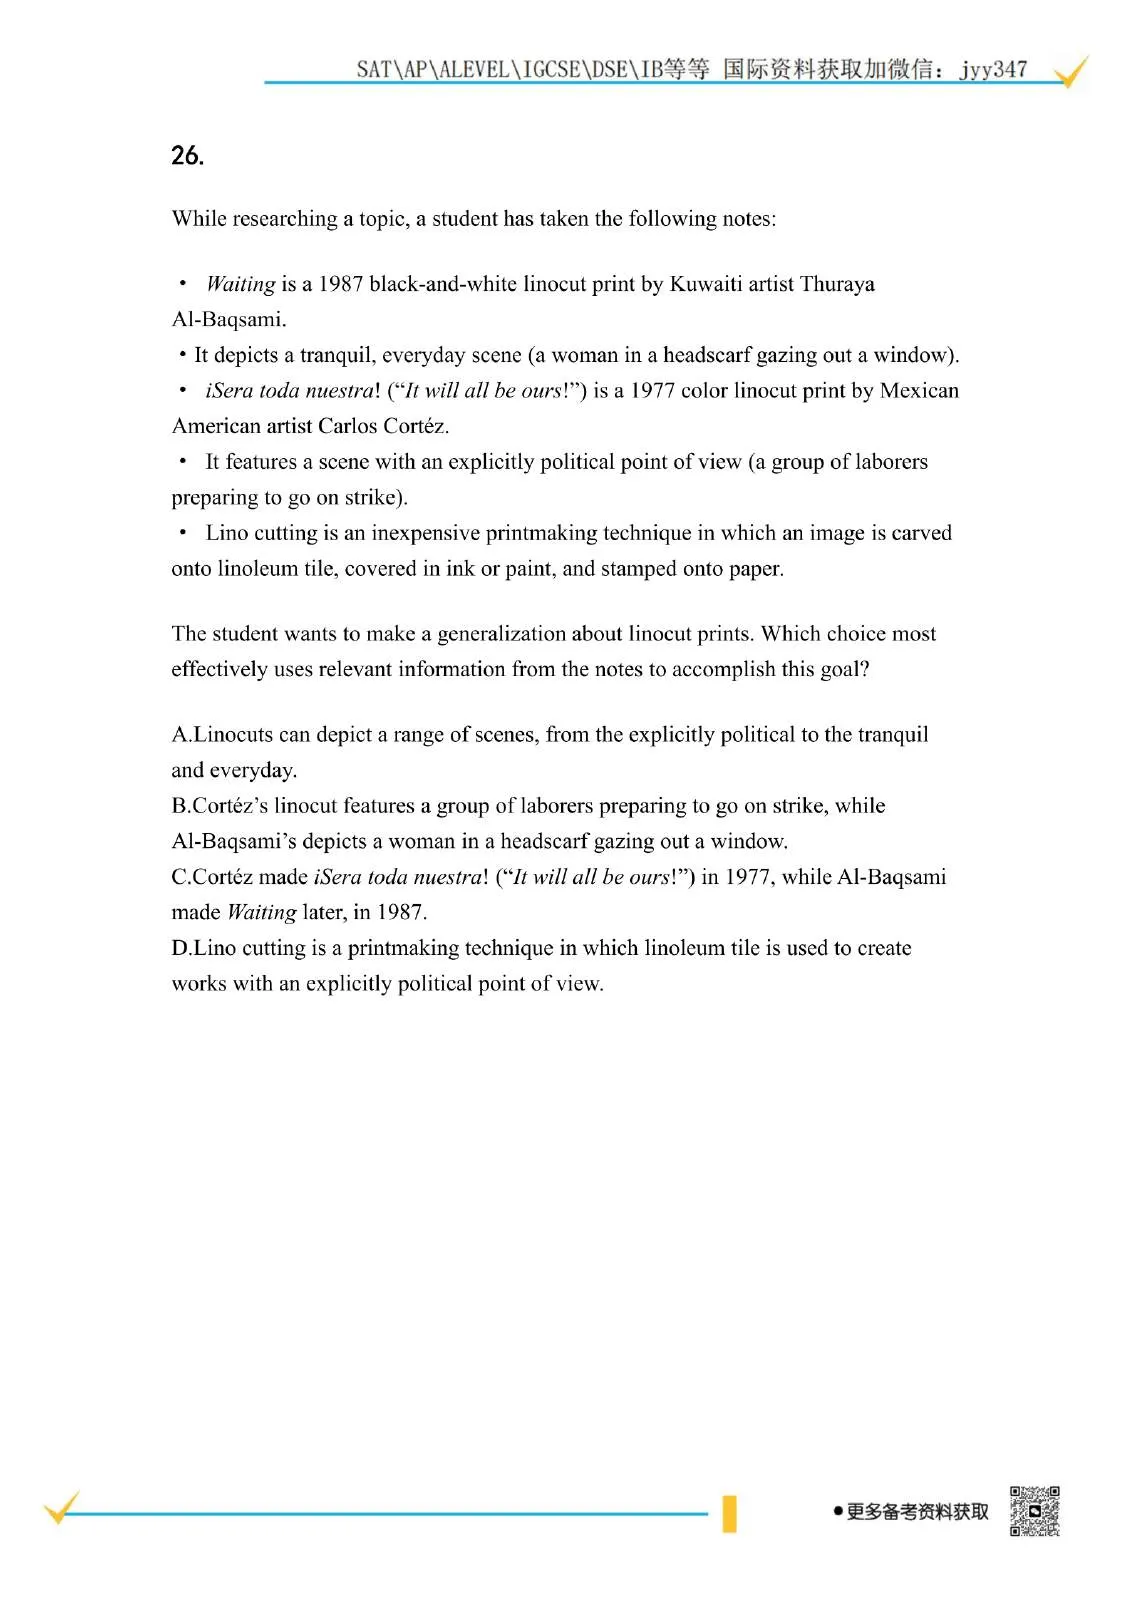 SAT\AP\ALEVEL\IGCSE\DSE\IB等等 国际资料获取加微信：jyy347
26.
While researching a topic, a student has taken the following notes:
• Waiting is a 1987 black-and-white linocut print by Kuwaiti artist Thuraya
Al-Baqsami.
• It depicts a tranquil, everyday scene (a woman in a headscarf gazing out a window).
• iSera toda nuestra! (“It will all be ours!”) is a 1977 color linocut print by Mexican
American artist Carlos Cortéz.
• It features a scene with an explicitly political point of view (a group of laborers
preparing to go on strike).
• Lino cutting is an inexpensive printmaking technique in which an image is carved
onto linoleum tile, covered in ink or paint, and stamped onto paper.
The student wants to make a generalization about linocut prints. Which choice most
effectively uses relevant information from the notes to accomplish this goal?
A.Linocuts can depict a range of scenes, from the explicitly political to the tranquil
and everyday.
B.Cortéz’s linocut features a group of laborers preparing to go on strike, while
Al-Baqsami’s depicts a woman in a headscarf gazing out a window.
C.Cortéz made iSera toda nuestra! (“It will all be ours!”) in 1977, while Al-Baqsami
made Waiting later, in 1987.
D.Lino cutting is a printmaking technique in which linoleum tile is used to create
works with an explicitly political point of view.
●更多备考资料获取